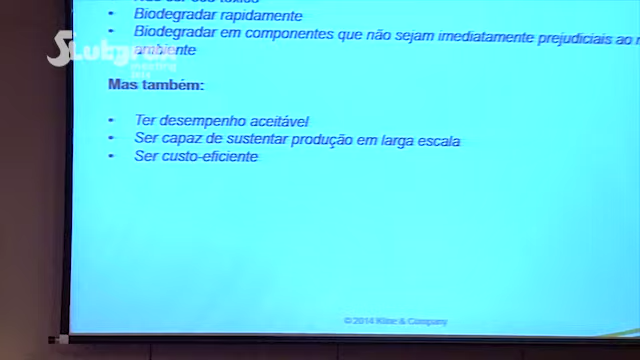 Biodegradar rapidamente
Biodegradar em componentes que não sejam imediatamente prejudiciais ao
ambiente
Mas também:
Ter desempenho aceitável
Ser capaz de sustentar produção em larga escala
Ser custo-eficiente
© 2014 Kline & Company